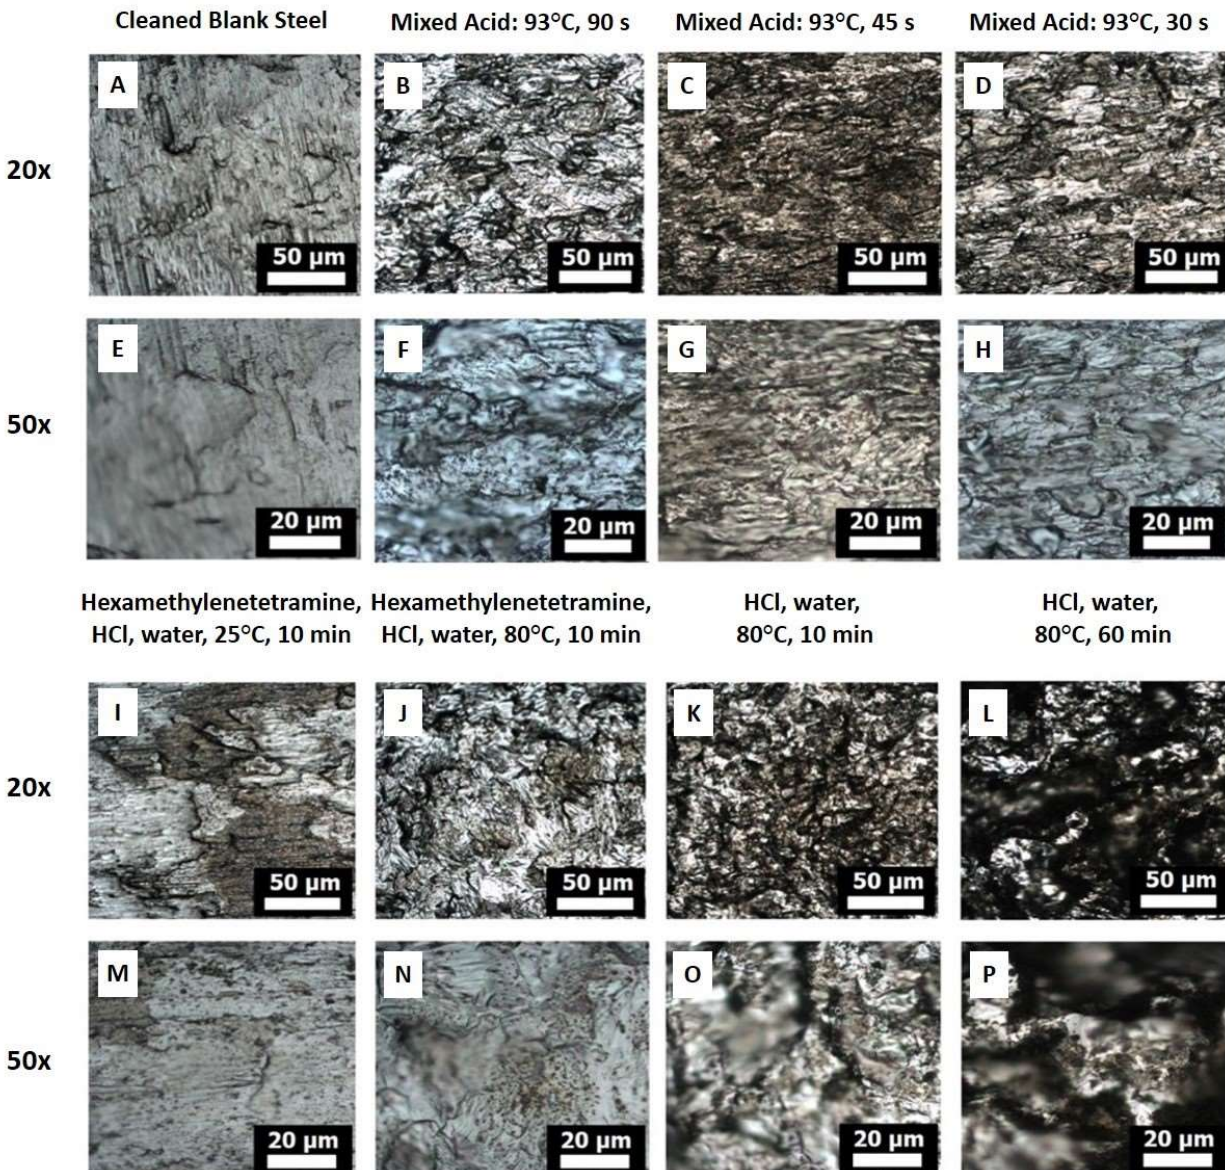 Cleaned Blank Steel Mixed Acid: 93°C, 90 s Mixed Acid: 93°C, 45 s Mixed Acid: 93°C, 30 s
20x
A B C D
50 µm 50 µm 50 µm 50 µm
50x
E F G H
20 µm 20 µm 20 µm 20 µm
Hexamethylenetetramine, Hexamethylenetetramine, HCl, water, HCl, water,
HCl, water, 25°C, 10 min HCl, water, 80°C, 10 min 80°C, 10 min 80°C, 60 min
20x
I J K L
50 µm 50 µm 50 µm 50 µm
50x
M N O P
20 µm 20 µm 20 µm 20 µm